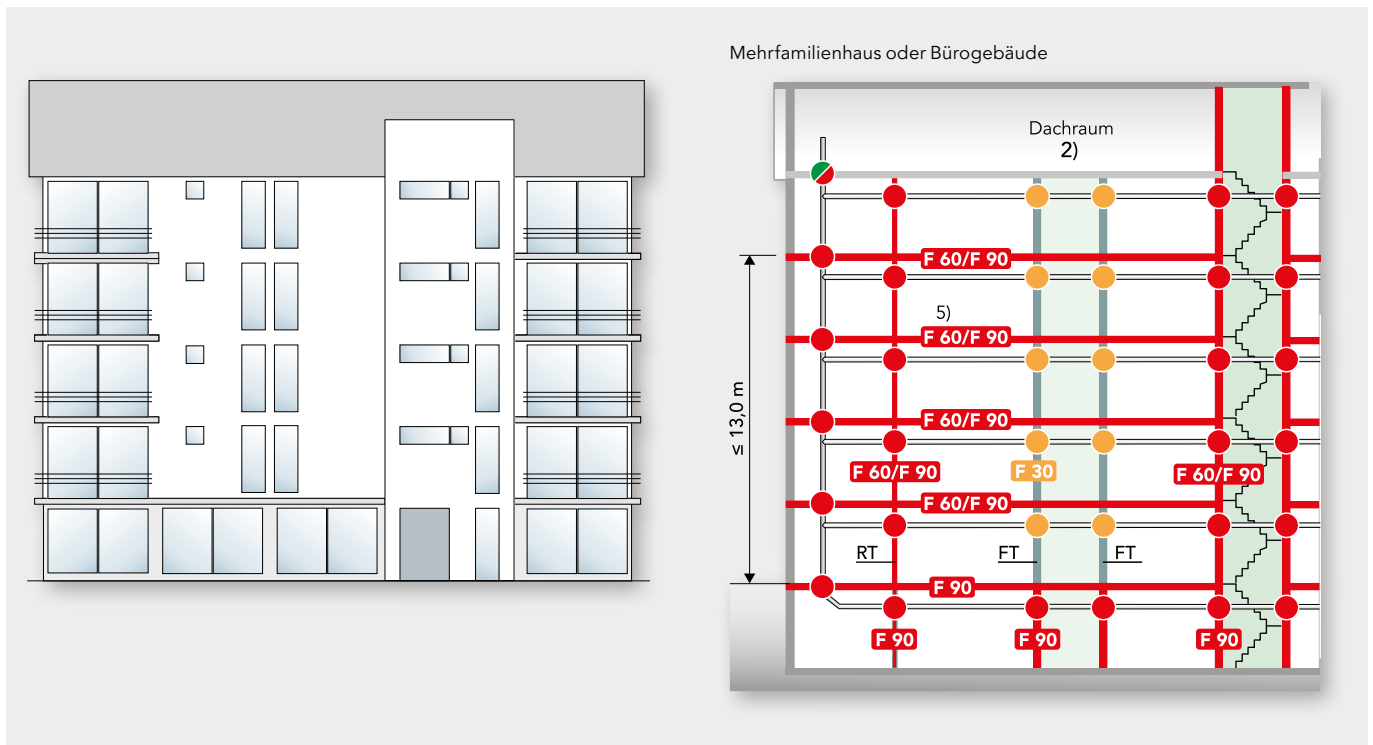 Mehrfamilienhaus oder Bürogebäude
Dachraum
2)
F 60/F 90
5)
F 60/F 90
≤ 13,0 m
F 60/F 90
F 60/F 90
F 30
F 60/F 90
F 60/F 90
RT
FT
FT
F 90
F 90
F 90
F 90